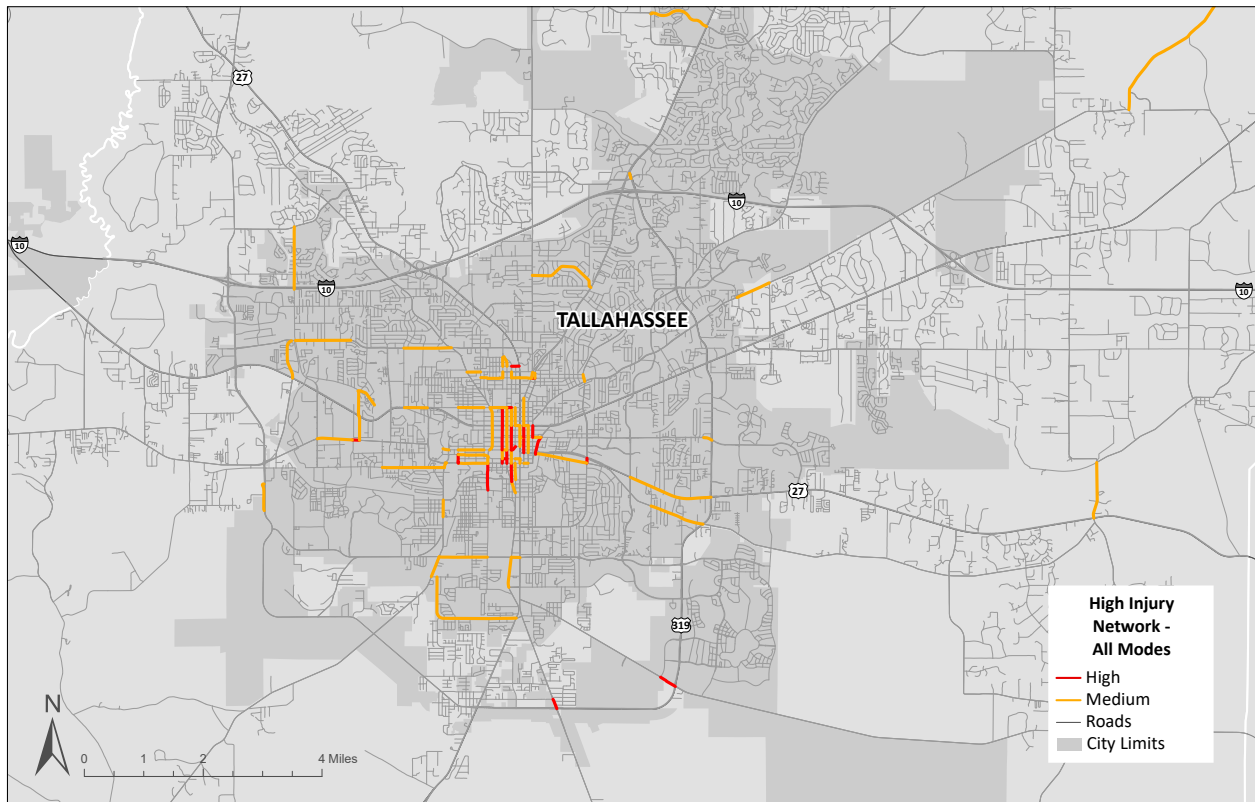 27
10
10
TALLAHASSEE
10
10
27
319
High Injury
Network -
All Modes
High
Medium
Roads
City Limits
N
0 1 2 4 Miles